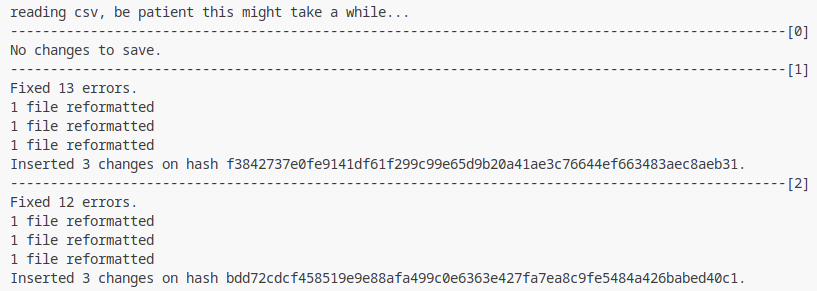 reading csv, be patient this might take a while...
------------------------------------------------------------------------------------------------[0]
No changes to save.
------------------------------------------------------------------------------------------------[1]
Fixed 13 errors.
1 file reformatted
1 file reformatted
1 file reformatted
Inserted 3 changes on hash f3842737e0fe9141df61f299c99e65d9b20a41ae3c76644ef663483aec8aeb31.
------------------------------------------------------------------------------------------------[2]
Fixed 12 errors.
1 file reformatted
1 file reformatted
1 file reformatted
Inserted 3 changes on hash bdd72cdcf458519e9e88afa499c0e6363e427fa7ea8c9fe5484a426babed40c1.